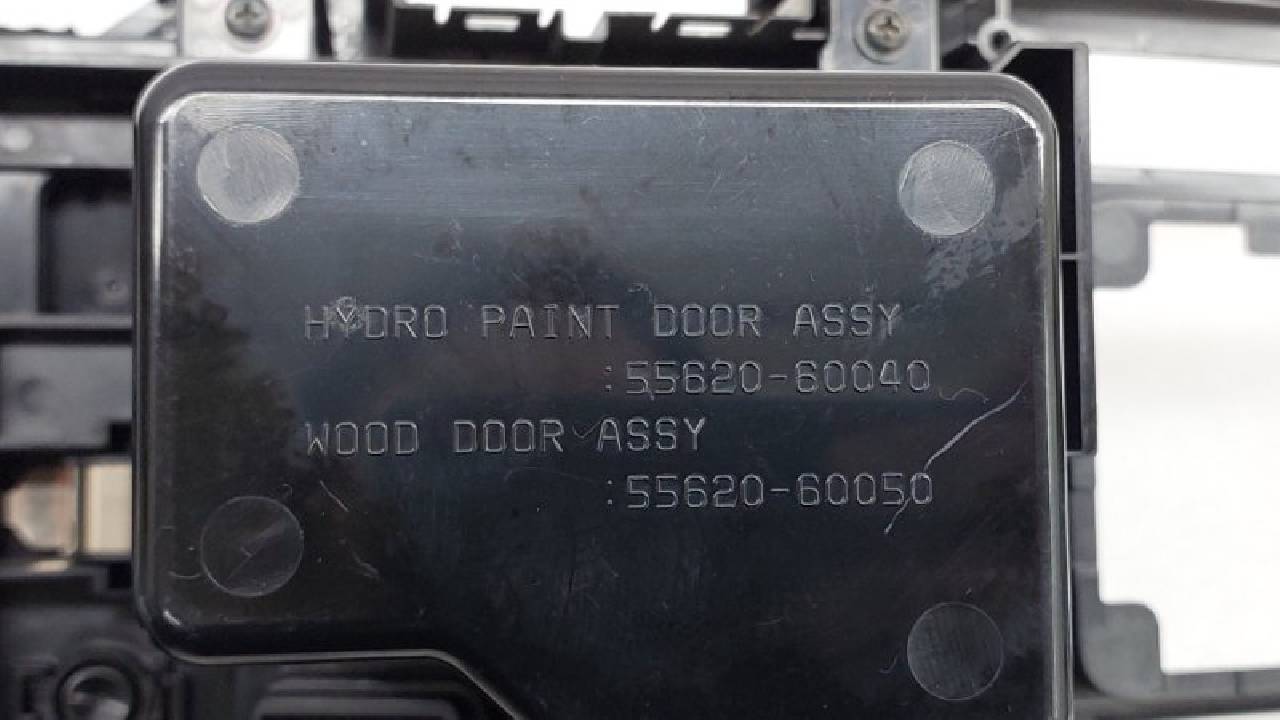 HYDRO PAINT DOOR ASSY
:55620-60040
WOOD DOOR ASSY
:55620-60050